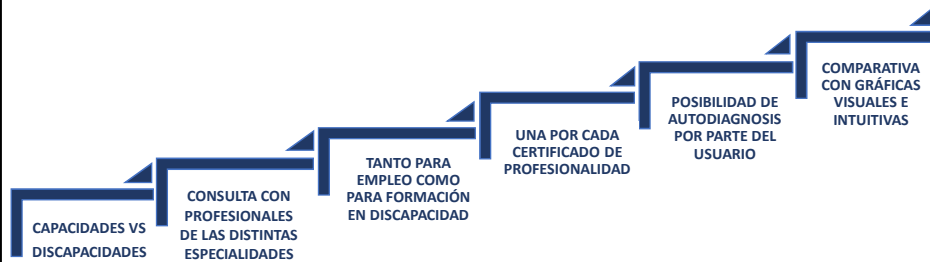 CAPACIDADES VS
DISCAPACIDADES
CONSULTA CON
PROFESIONALES
DE LAS DISTINTAS
ESPECIALIDADES
TANTO PARA
EMPLEO COMO
PARA FORMACIÓN
EN DISCAPACIDAD
UNA POR CADA
CERTIFICADO DE
PROFESIONALIDAD
POSIBILIDAD DE
AUTODIAGNOSIS
POR PARTE DEL
USUARIO
COMPARATIVA
CON GRÁFICAS
VISUALES E
INTUITIVAS